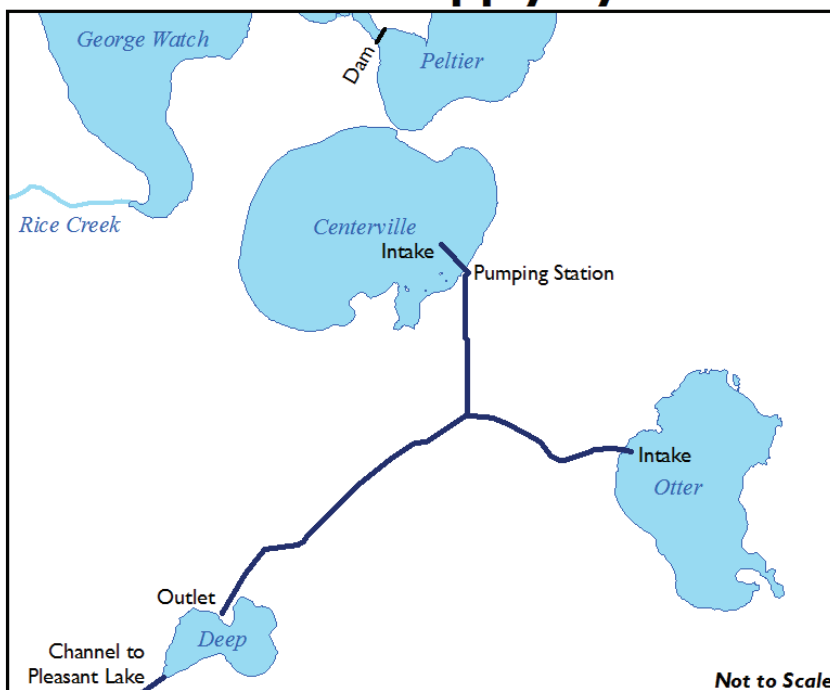 George Watch
Peltier
Dam
Rice Creek
Centerville
Intake
Pumping Station
Intake
Otter
Outlet
Deep
Channel to
Pleasant Lake
Not to Scale